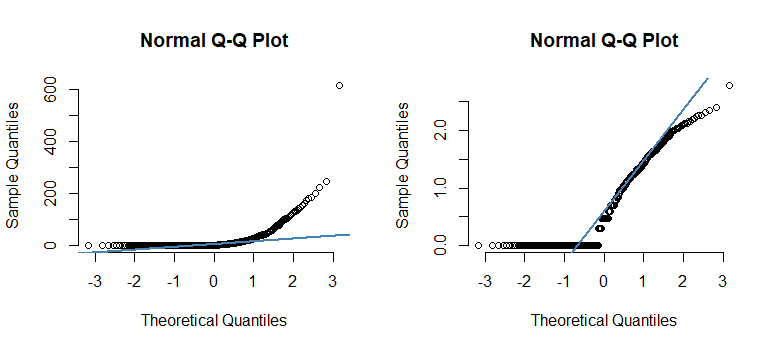 Normal Q-Q Plot
Sample Quantiles
600
400
200
0
-3 -2 -1 0 1 2 3
Theoretical Quantiles
Normal Q-Q Plot
Sample Quantiles
2.0
1.0
0.0
-3 -2 -1 0 1 2 3
Theoretical Quantiles